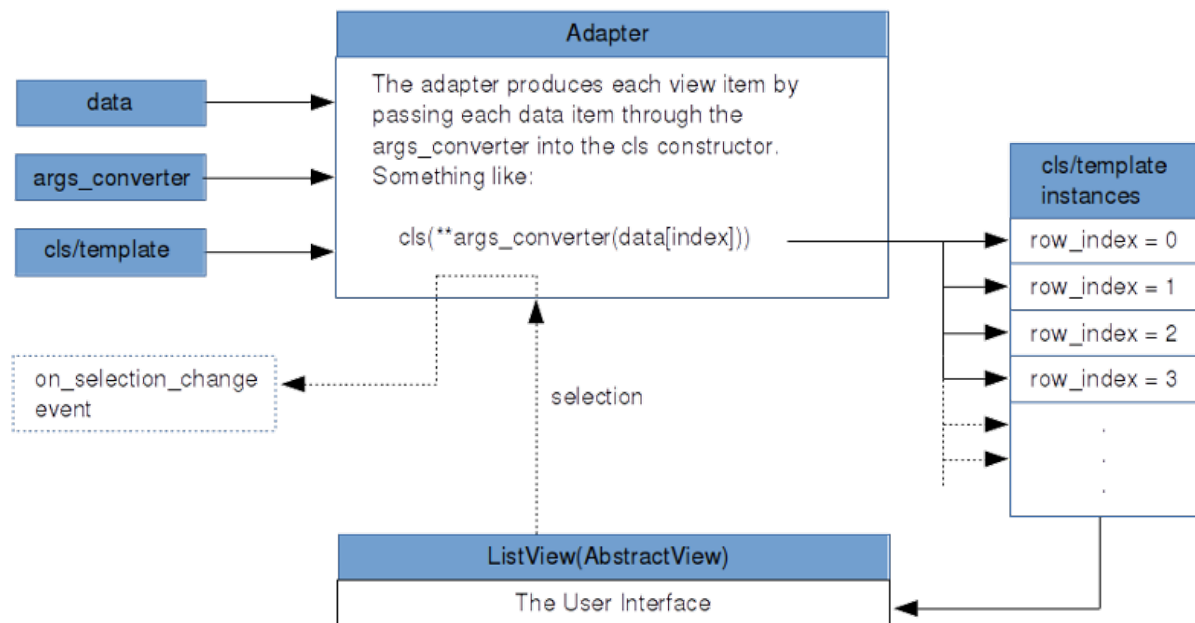 Adapter
The adapter produces each view item by
passing each data item through the
args_converter into the cls constructor.
Something like:
cls(**args_converter(data[index]))
data
args_converter
cls/template
on_selection_change
event
selection
cls/template
instances
row_index = 0
row_index = 1
row_index = 2
row_index = 3
.
.
.
ListView(AbstractView)
The User Interface